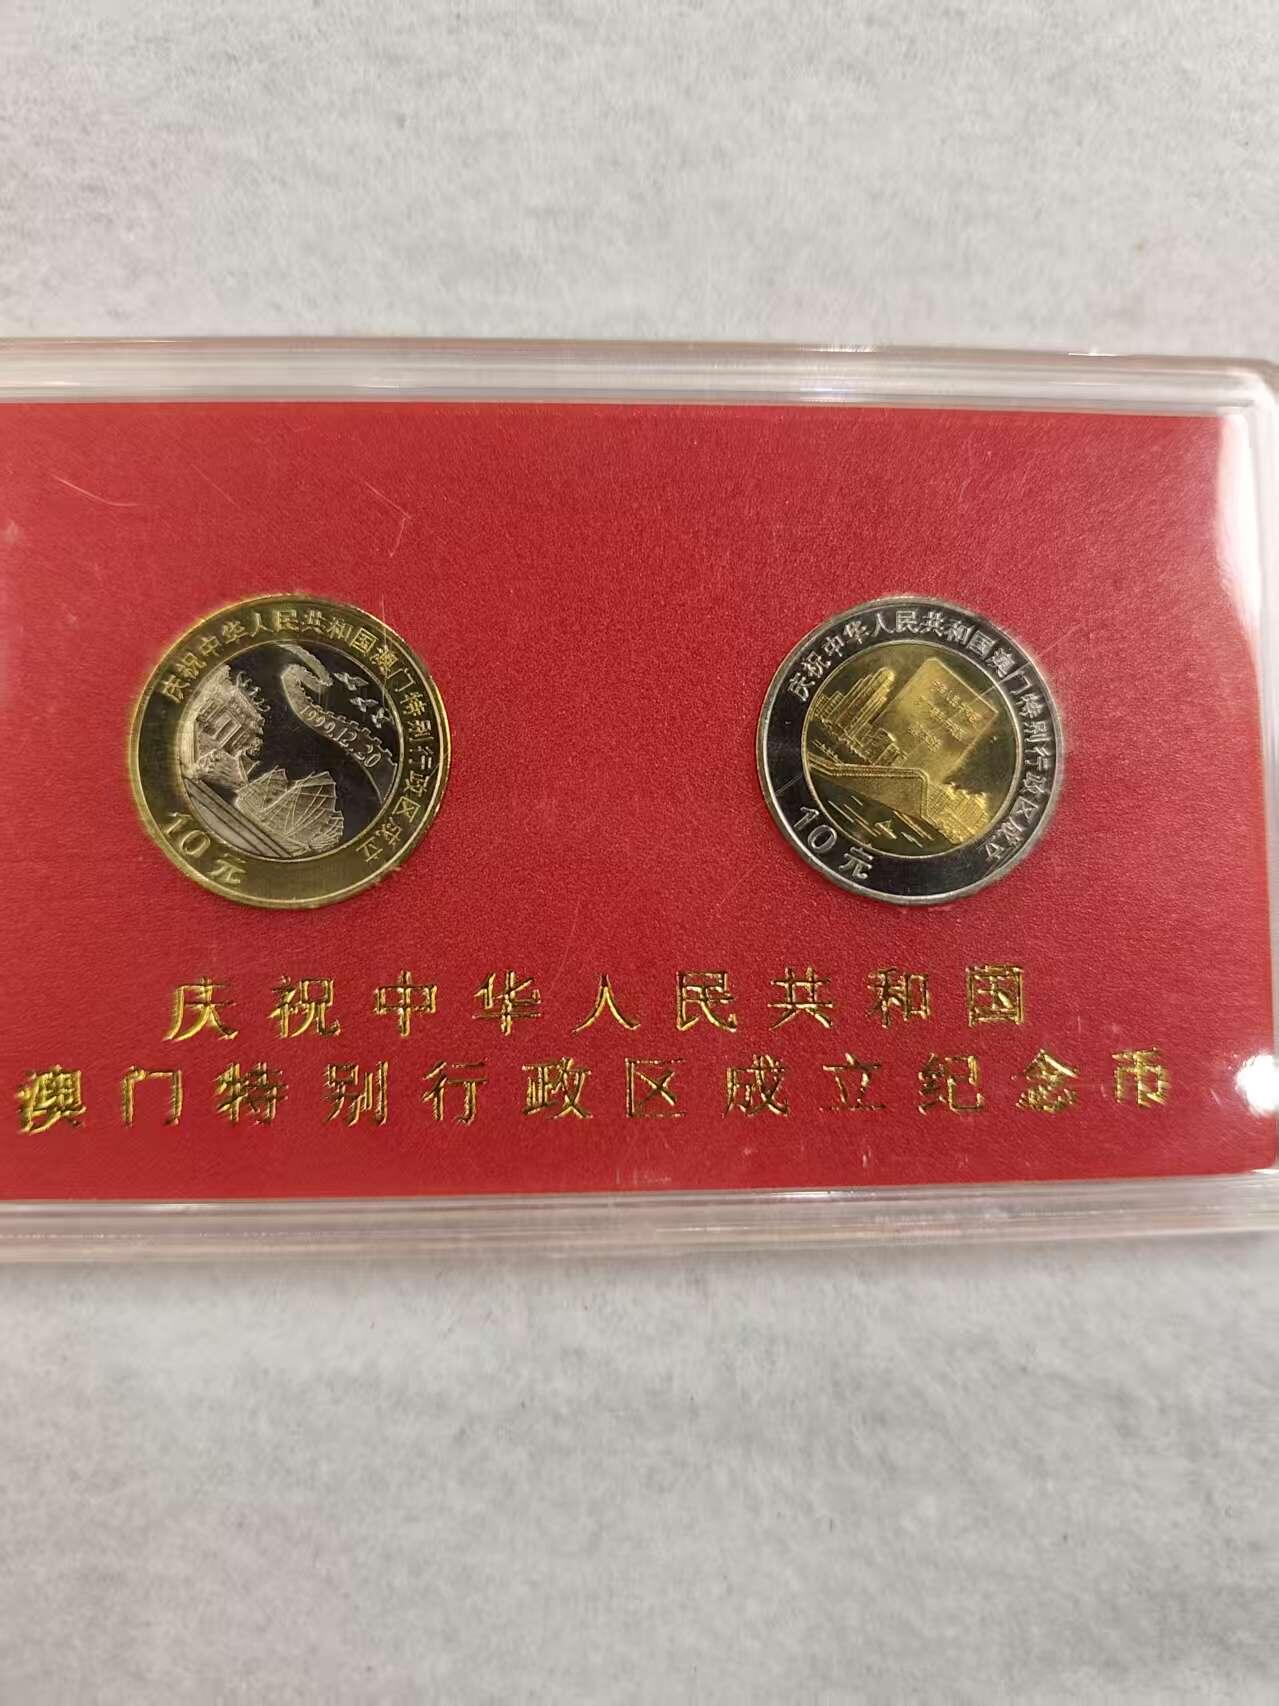 庆祝中华人民共和国澳门特别行政区成立
1999.12.20
10元
庆祝中华人民共和国澳门特别行政区成立
10元
庆祝中华人民共和国
澳门特别行政区成立纪念币